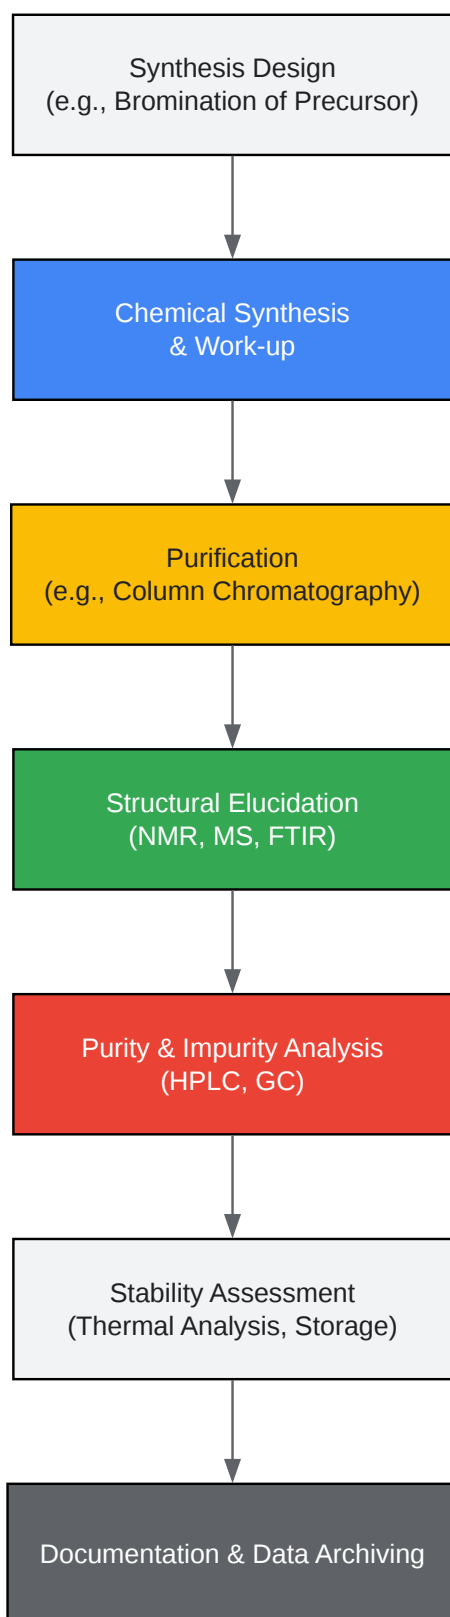 Synthesis Design
(e.g., Bromination of Precursor)
Chemical Synthesis
& Work-up
Purification
(e.g., Column Chromatography)
Structural Elucidation
(NMR, MS, FTIR)
Purity & Impurity Analysis
(HPLC, GC)
Stability Assessment
(Thermal Analysis, Storage)
Documentation & Data Archiving